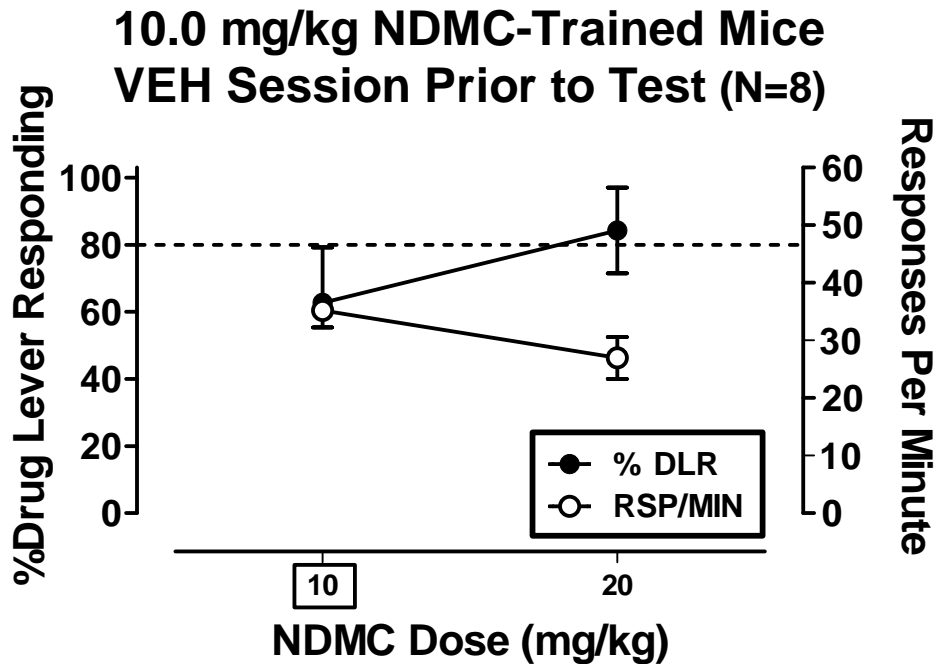 10.0 mg/kg NDMC-Trained Mice
VEH Session Prior to Test (N=8)
%Drug Lever Responding
100
80
60
40
20
0
60
50
40
30
20
10
0
Responses Per Minute
% DLR
RSP/MIN
10
20
NDMC Dose (mg/kg)